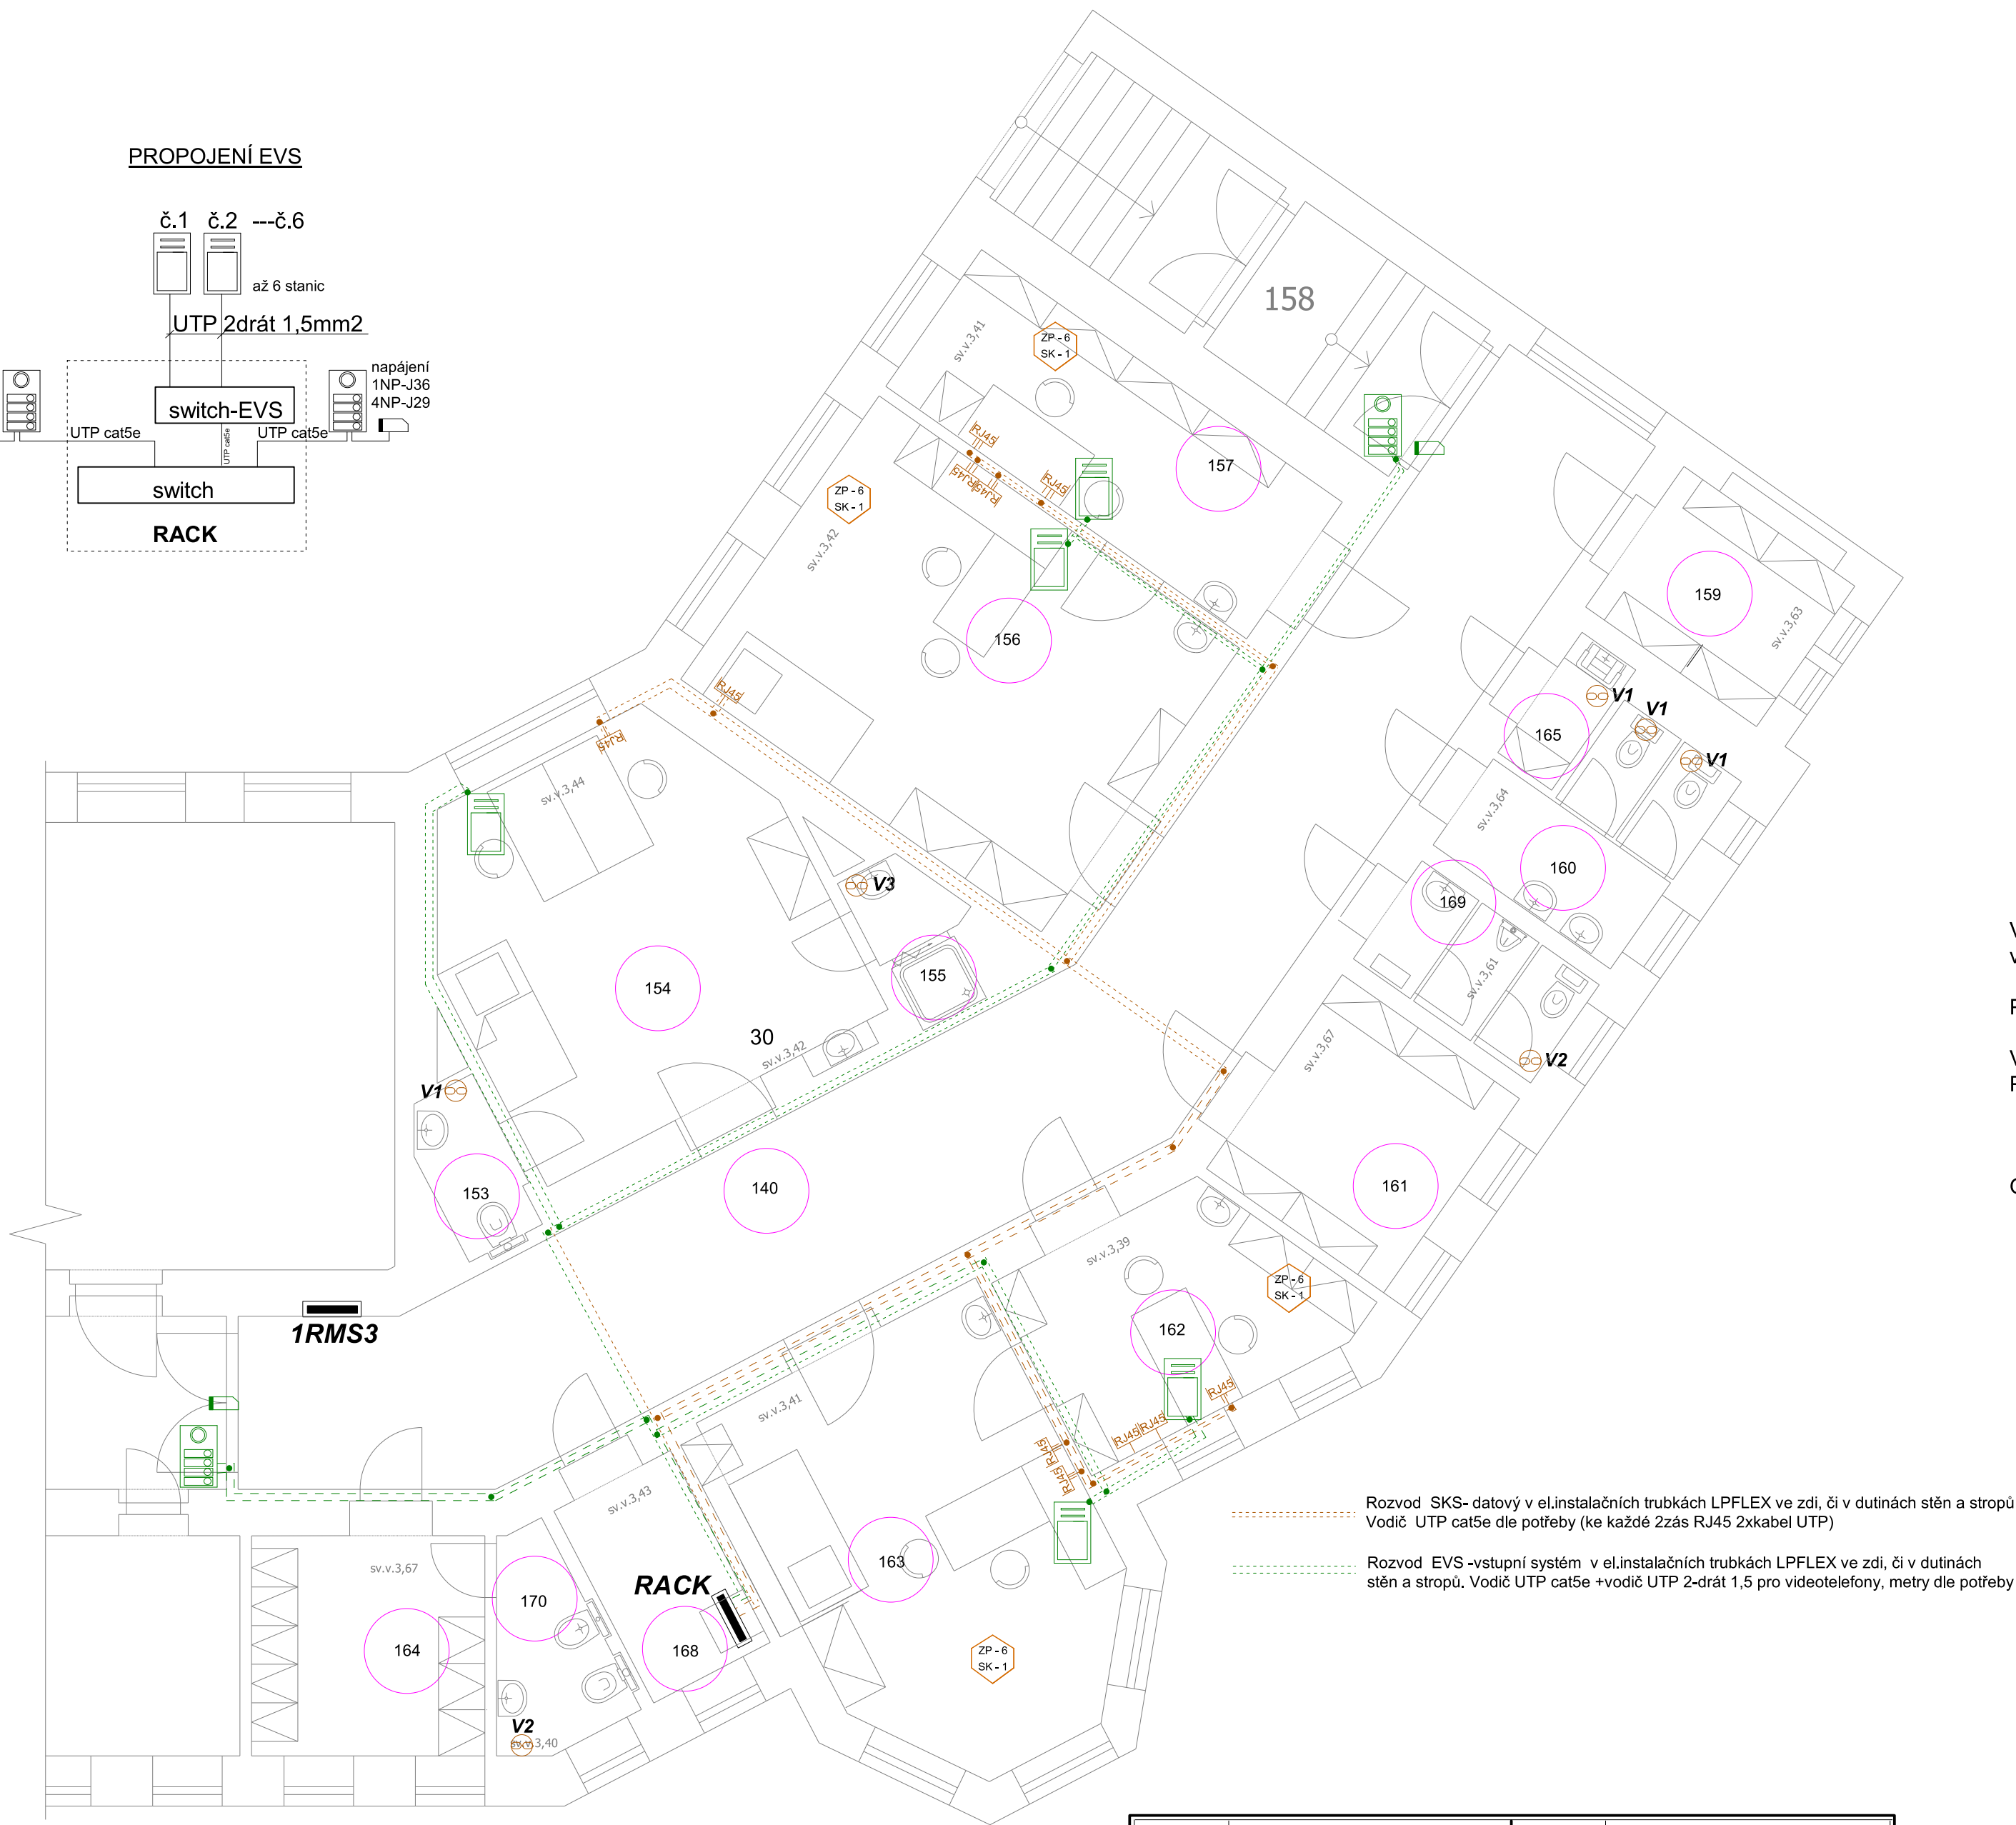 PROPOJENÍ EVS
č.1 č.2 ---č.6
až 6 stanic
UTP 2drát 1,5mm2
napájení
1NP-J36
4NP-J29
switch-EVS
UTP cat5e
UTP cat5e
UTP cat5e
switch
RACK
158
sv.v.3,41
ZP - 6
SK - 1
157
RJ45
RJ45
RJ45
RJ45
ZP - 6
SK - 1
sv.v.3,42
156
159
sv.v.3,63
V1
V1
V1
165
RJ45
RJ45
sv.v.3,44
sv.v.3,64
160
169
V3
155
154
sv.v.3,61
30
sv.v.3,42
sv.v.3,67
V2
V1
153
140
161
sv.v.3,39
ZP - 6
SK - 1
162
1RMS3
RJ45
RJ45
RJ45
RJ45
RJ45
sv.v.3,41
sv.v.3,43
Rozvod SKS- datový v el.instalačních trubkách LPFLEX ve zdi, či v dutinách stěn a stropů
Vodič UTP cat5e dle potřeby (ke každé 2zás RJ45 2xkabel UTP)
Rozvod EVS -vstupní systém v el.instalačních trubkách LPFLEX ve zdi, či v dutinách
stěn a stropů. Vodič UTP cat5e +vodič UTP 2-drát 1,5 pro videotelefony, metry dle potřeby
sv.v.3,67
163
RACK
170
164
168
ZP - 6
SK - 1
V2
sv.v.3,40